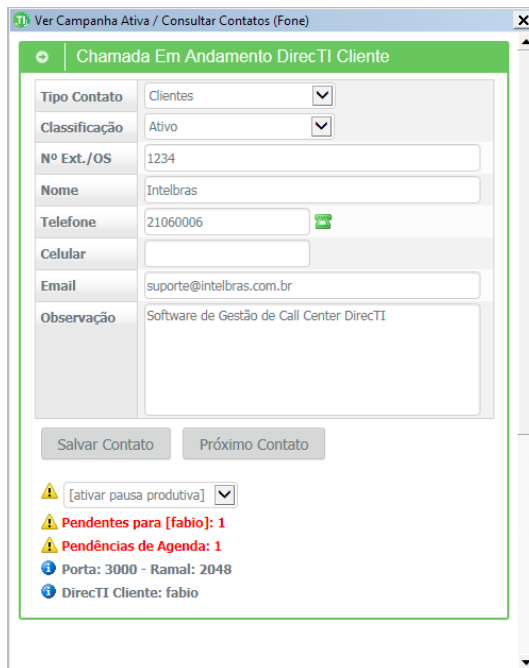 Ver Campanha Ativa / Consultar Contatos (Fone)
Chamada Em Andamento DirecTI Cliente
Tipo Contato Clientes
Classificação Ativo
Nº Ext./OS 1234
Nome Intelbras
Telefone 21060006
Celular
Email suporte@intelbras.com.br
Observação Software de Gestão de Call Center DirecTI
Salvar Contato Próximo Contato
[ativar pausa produtiva]
Pendentes para [fabio]: 1
Pendências de Agenda: 1
Porta: 3000 - Ramal: 2048
DirecTI Cliente: fabio